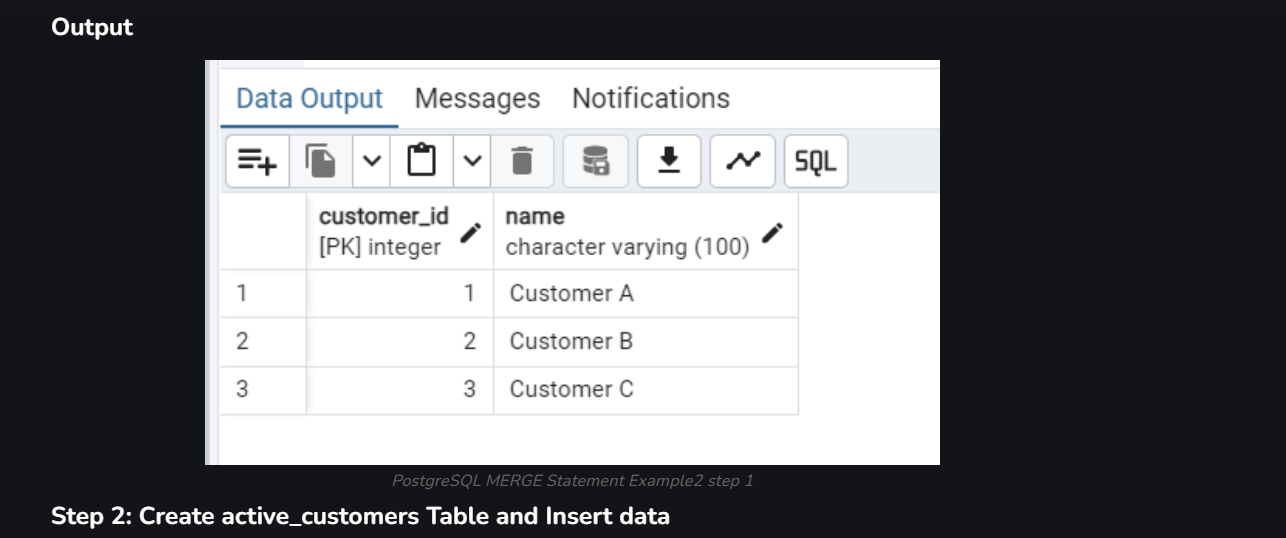 Output
Data Output Messages Notifications
SQL
customer_id name
[PK] integer character varying (100)
1 1 Customer A
2 2 Customer B
3 3 Customer C
PostgreSQL MERGE Statement Example2 step 1
Step 2: Create active_customers Table and Insert data